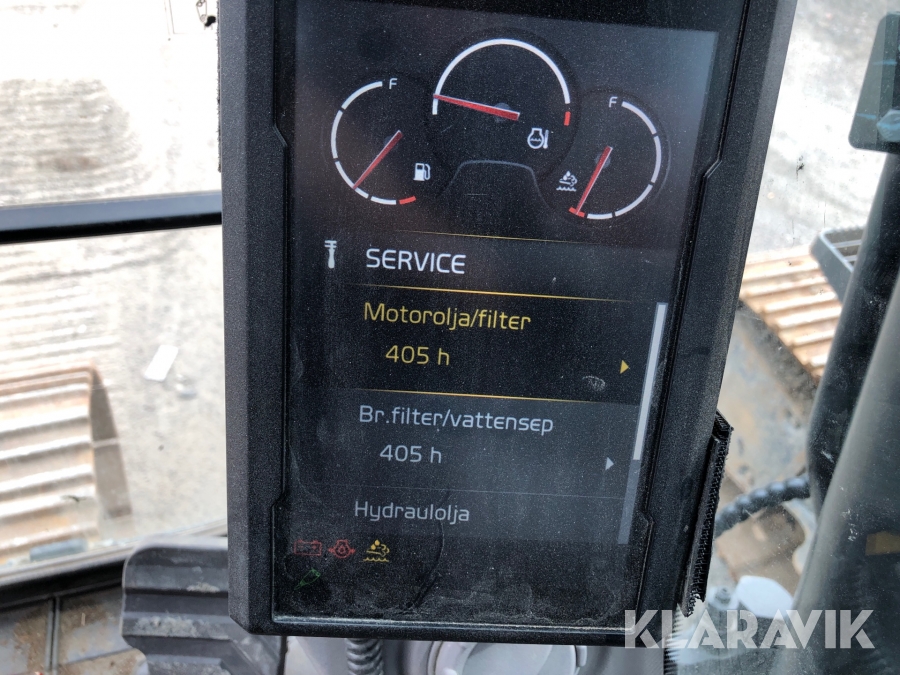 F
F
SERVICE
Motorolja/filter
405 h
Br.filter/vattensep
405 h
Hydraulolja
KLARAVIK